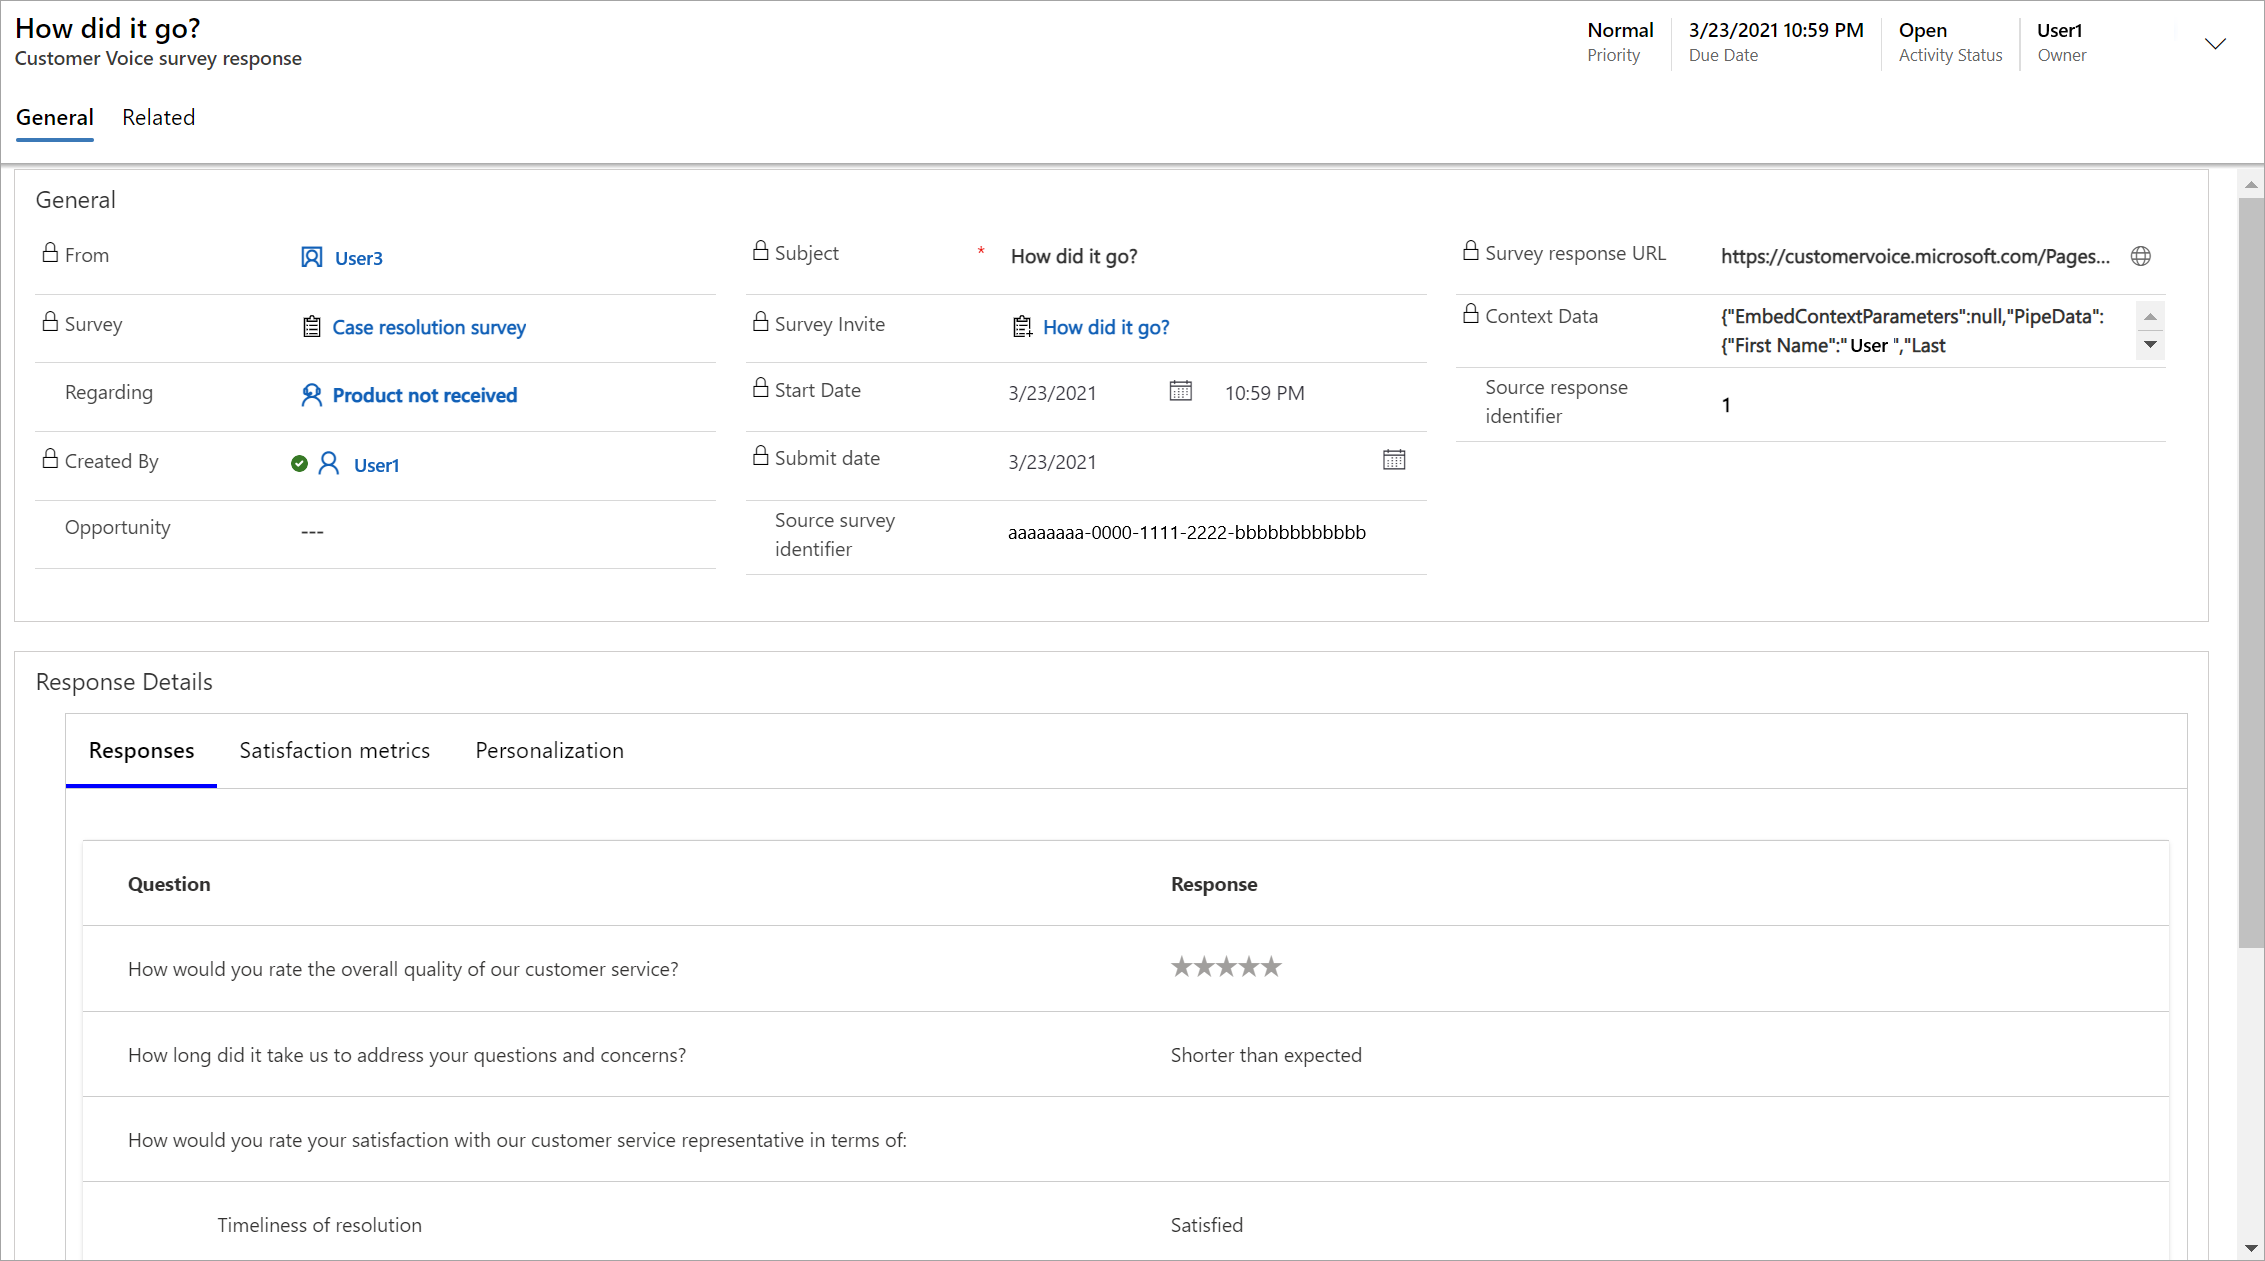 How did it go?
Customer Voice survey response
Normal
Priority
3/23/2021 10:59 PM
Due Date
Open
Activity Status
User1
Owner
General
Related
General
From
User3
Survey
Case resolution survey
Regarding
Product not received
Created By
User1
Opportunity
---
Subject
*
How did it go?
Survey Invite
How did it go?
Start Date
3/23/2021
10:59 PM
Submit date
3/23/2021
Source survey
identifier
aaaaaaaa-0000-1111-2222-bbbbbbbbbbbb
Survey response URL
https://customervoice.microsoft.com/Pages...
Context Data
{"EmbedContextParameters":null,"PipeData":
{"First Name":"User ","Last
Source response
identifier
1
Response Details
Responses
Satisfaction metrics
Personalization
Question
Response
How would you rate the overall quality of our customer service?
★★★★★
How long did it take us to address your questions and concerns?
Shorter than expected
How would you rate your satisfaction with our customer service representative in terms of:
Timeliness of resolution
Satisfied